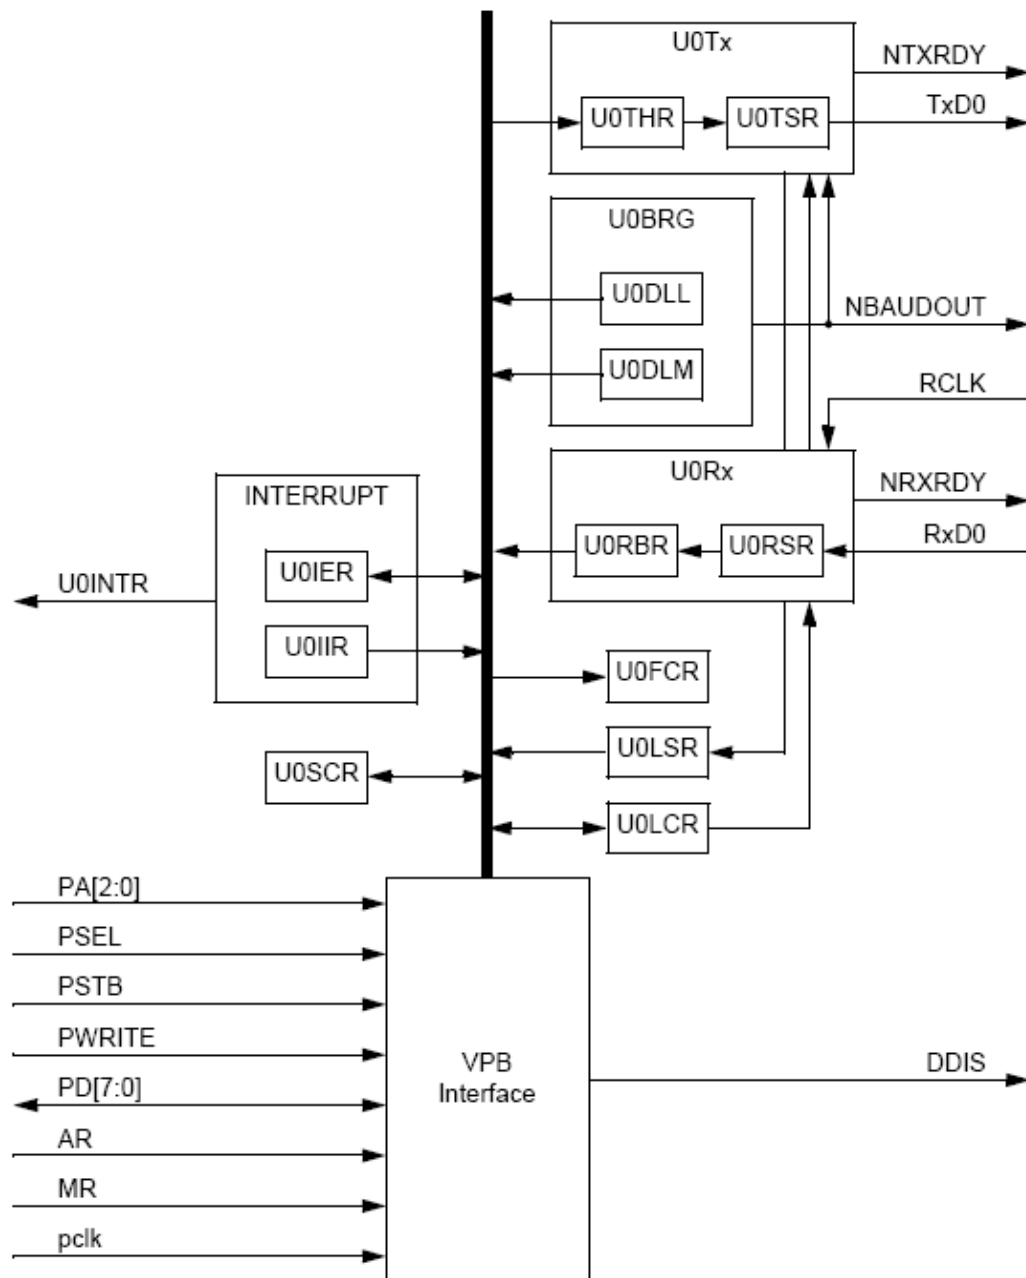 U0Tx
NTXRDY
U0THR
U0TSR
TxD0
U0BRG
U0DLL
NBAUDOUT
U0DLM
RCLK
U0Rx
NRXRDY
INTERRUPT
U0RBR
U0RSR
RxD0
U0IER
U0INTR
U0IIR
U0FCR
U0LSR
U0SCR
U0LCR
PA[2:0]
PSEL
PSTB
PWRITE
VPB
Interface
DDIS
PD[7:0]
AR
MR
pclk